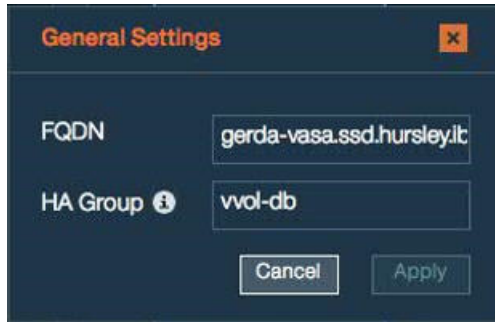 General Settings
FQDN gerda-vasa.ssd.hursley.ib
HA Group vvol-db
Cancel Apply